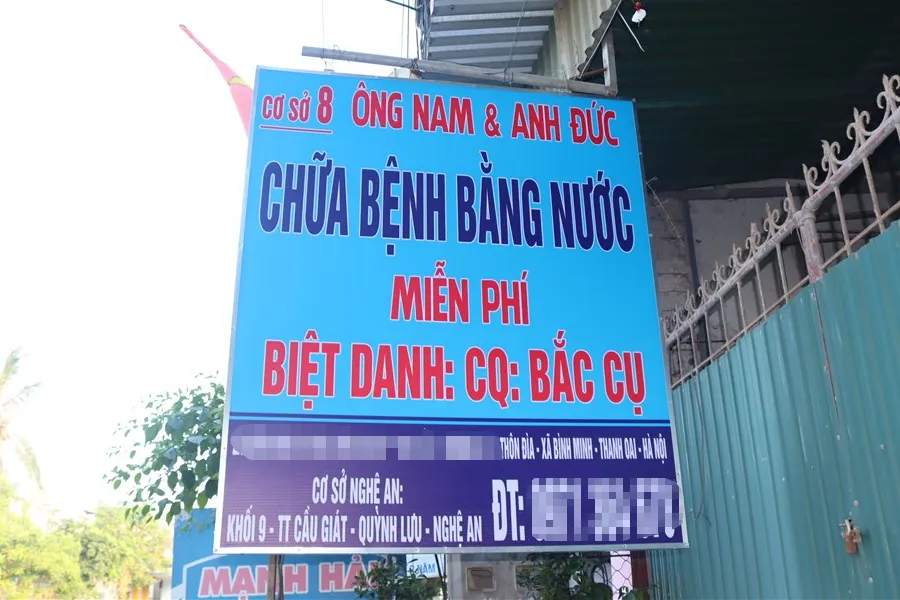 CƠ SỞ 8 ÔNG NAM & ANH ĐỨC
CHỮA BỆNH BẰNG NƯỚC
MIỄN PHÍ
BIỆT DANH: CQ: BẮC CỤ
THÔN ĐÌA - XÃ BÌNH MINH - THANH OAI - HÀ NỘI
CƠ SỞ NGHỆ AN:
KHỐI 9 - TT CẦU GIÁT - QUỲNH LƯU - NGHỆ AN
ĐT:
MẠNH HẢI